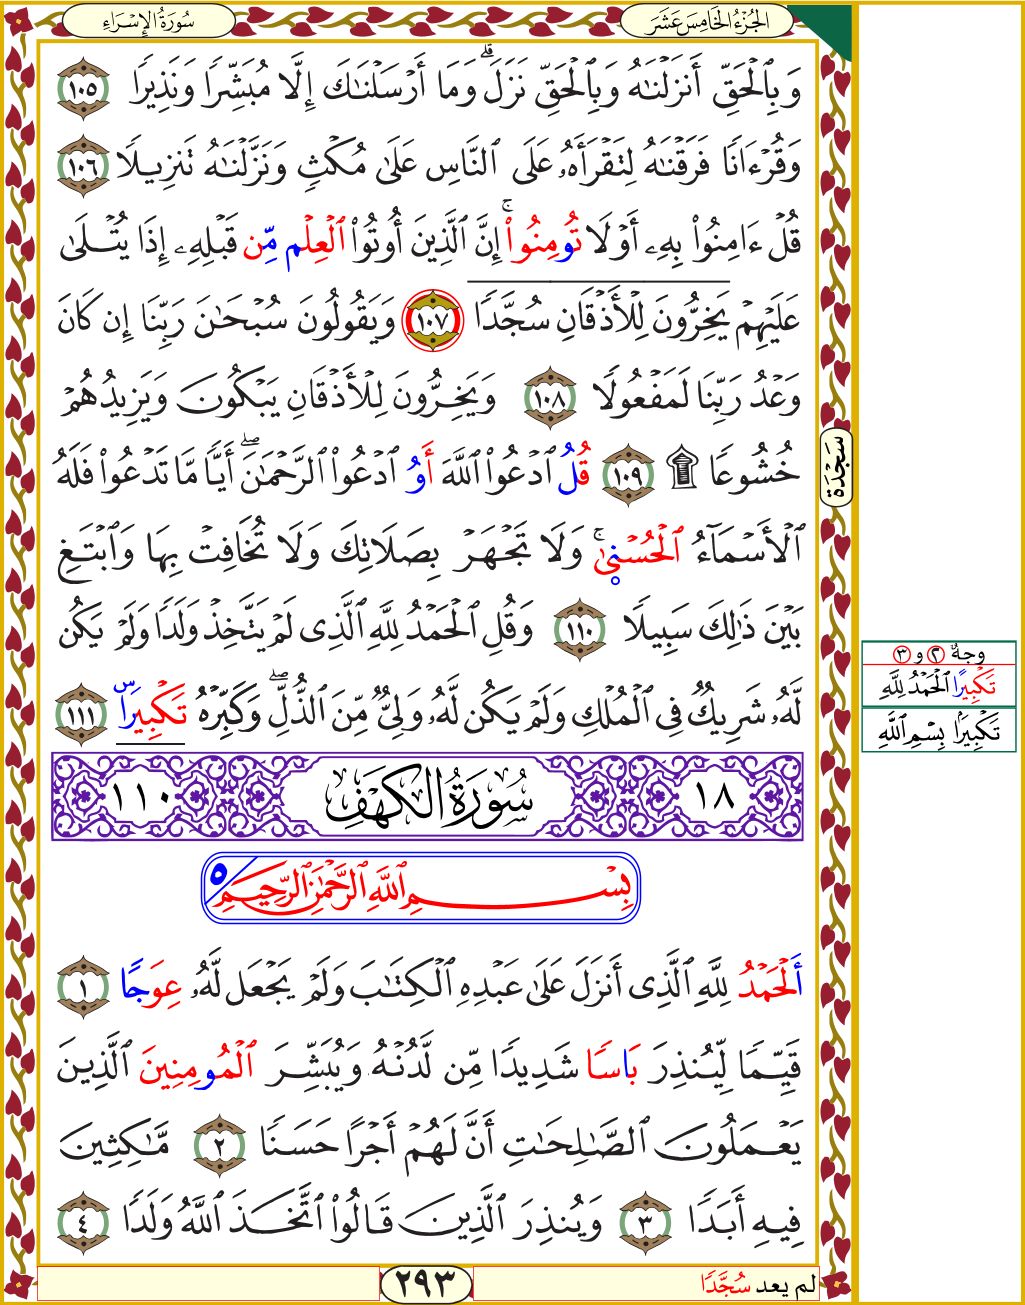 الجُزْءُ الخَامِسَ عَشَرَ
سُورَةُ الإِسْرَاءِ
وَبِٱلْحَقِّ أَنزَلْنَٰهُ وَبِٱلْحَقِّ نَزَلَ ۗ وَمَا أَرْسَلْنَٰكَ إِلَّا مُبَشِّرًا وَنَذِيرًا ١٠٥
وَقُرْءَانًا فَرَقْنَٰهُ لِتَقْرَأَهُۥ عَلَى ٱلنَّاسِ عَلَىٰ مُكْثٍ وَنَزَّلْنَٰهُ تَنزِيلًا ١٠٦
قُلْ ءَامِنُوا۟ بِهِۦ أَوْ لَا تُومِنُوا۟ ۚ إِنَّ ٱلَّذِينَ أُوتُوا۟ ٱلْعِلْم مِّن قَبْلِهِۦ إِذَا يُتْلَىٰ
عَلَيْهِمْ يَخِرُّونَ لِلْأَذْقَانِ سُجَّدًا ١٠٧ وَيَقُولُونَ سُبْحَٰنَ رَبِّنَا إِن كَانَ
وَعْدُ رَبِّنَا لَمَفْعُولًا ١٠٨ وَيَخِرُّونَ لِلْأَذْقَانِ يَبْكُونَ وَيَزِيدُهُمْ
خُشُوعًا ۩ ١٠٩ قُلُ ٱدْعُوا۟ ٱللَّهَ أَوُ ٱدْعُوا۟ ٱلرَّحْمَٰنَ ۖ أَيًّا مَّا تَدْعُوا۟ فَلَهُ
ٱلْأَسْمَآءُ ٱلْحُسْنٜىٰ ۚ وَلَا تَجْهَرْ بِصَلَاتِكَ وَلَا تُخَافِتْ بِهَا وَٱبْتَغِ
بَيْنَ ذَٰلِكَ سَبِيلًا ١١٠ وَقُلِ ٱلْحَمْدُ لِلَّهِ ٱلَّذِى لَمْ يَتَّخِذْ وَلَدًا وَلَمْ يَكُن
لَّهُۥ شَرِيكٌ فِى ٱلْمُلْكِ وَلَمْ يَكُن لَّهُۥ وَلِىٌّ مِّنَ ٱلذُّلِّ ۖ وَكَبِّرْهُ تَكْبِيرًا س ١١١
سَجْدَة
وجهٌ ٢ و ٣
تَكْبِيرًا ٱلْحَمْدُ لِلَّهِ
تَكْبِيرًا بِسْمِ ٱللَّهِ
١٨ سُورَةُ الكَهْفِ ١١٠
بِسْمِ ٱللَّهِ ٱلرَّحْمَٰنِ ٱلرَّحِيمِ ٥
أَلْحَمْدُ لِلَّهِ ٱلَّذِى أَنزَلَ عَلَىٰ عَبْدِهِ ٱلْكِتَٰبَ وَلَمْ يَجْعَل لَّهُۥ عِوَجًا ١
قَيِّمًا لِّيُنذِرَ بَاسًا شَدِيدًا مِّن لَّدُنْهُ وَيُبَشِّرَ ٱلْمُومِنِينَ ٱلَّذِينَ
يَعْمَلُونَ ٱلصَّٰلِحَٰتِ أَنَّ لَهُمْ أَجْرًا حَسَنًا ٢ مَّٰكِثِينَ
فِيهِ أَبَدًا ٣ وَيُنذِرَ ٱلَّذِينَ قَالُوا۟ ٱتَّخَذَ ٱللَّهُ وَلَدًا ٤
لم يعد سُجَّدًا
٢٩٣